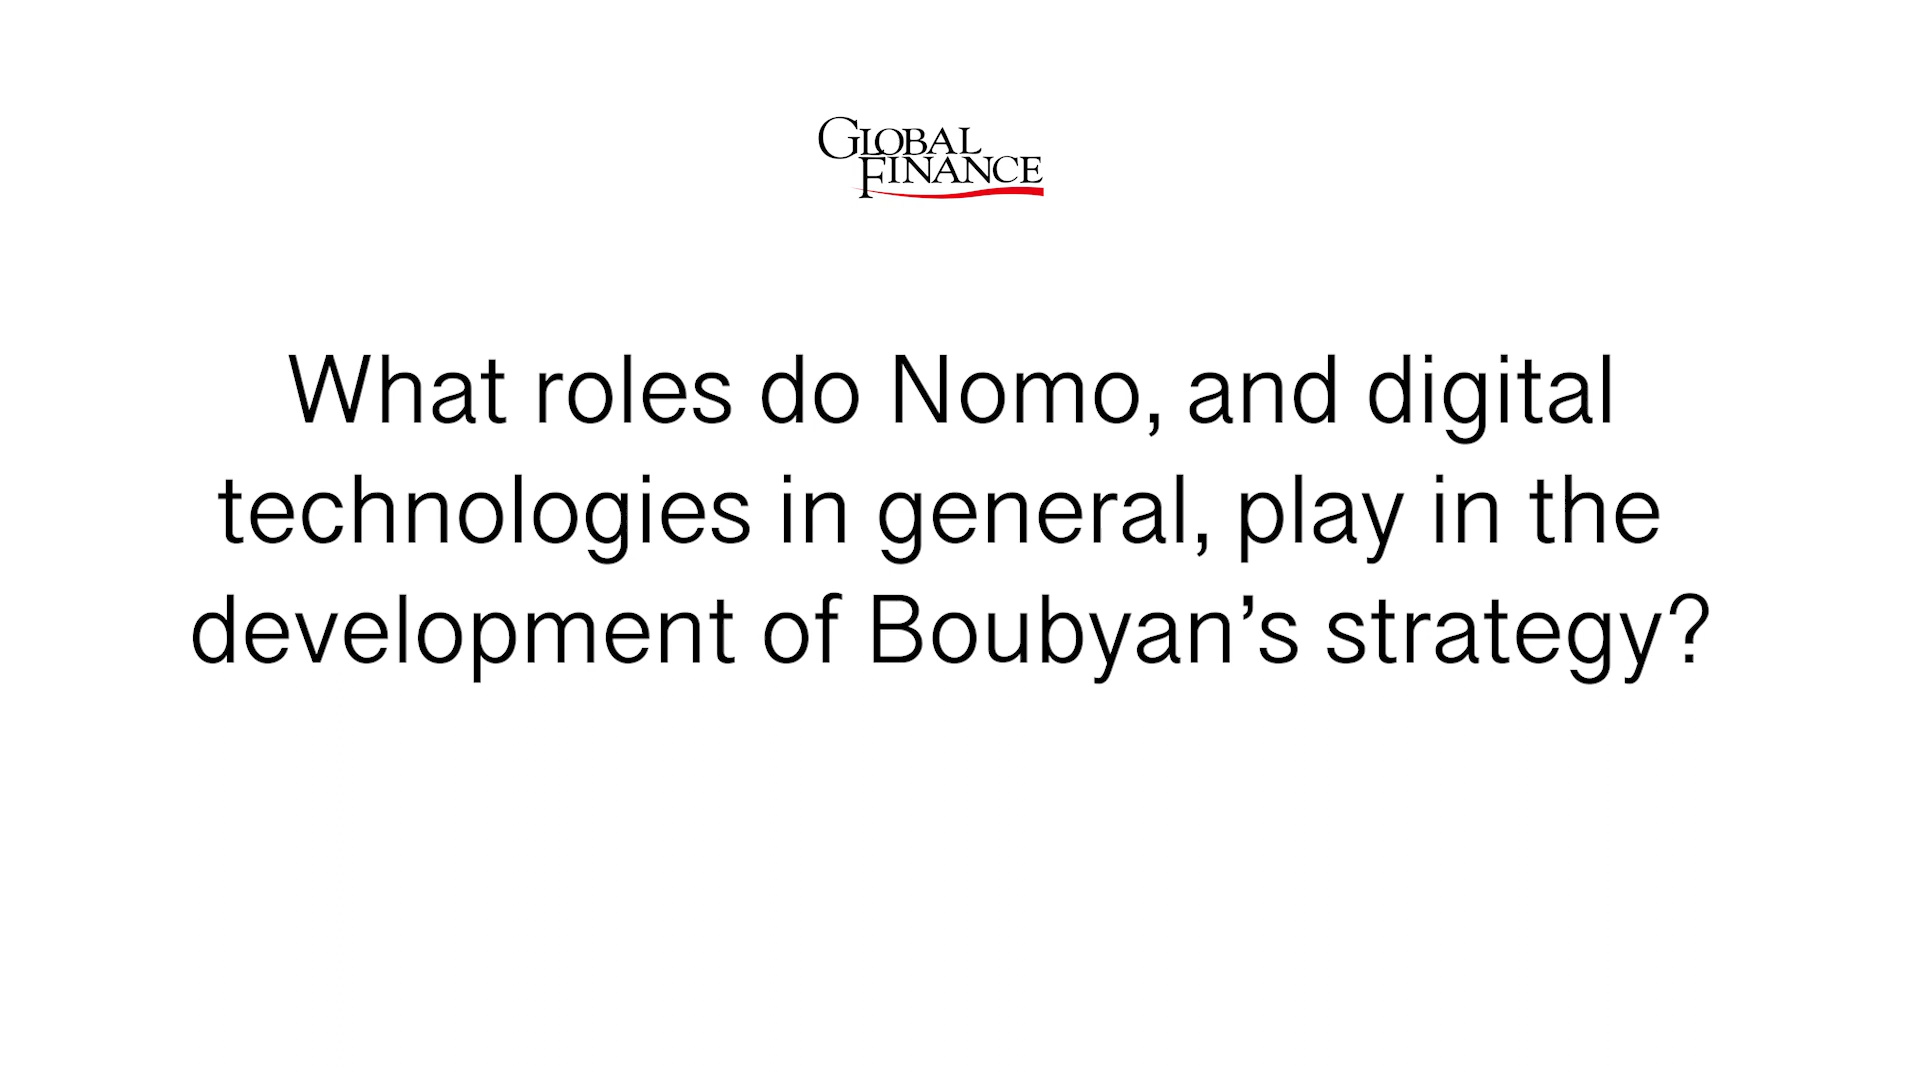 GLOBAL
FINANCE
What roles do Nomo, and digital
technologies in general, play in the
development of Boubyan’s strategy?